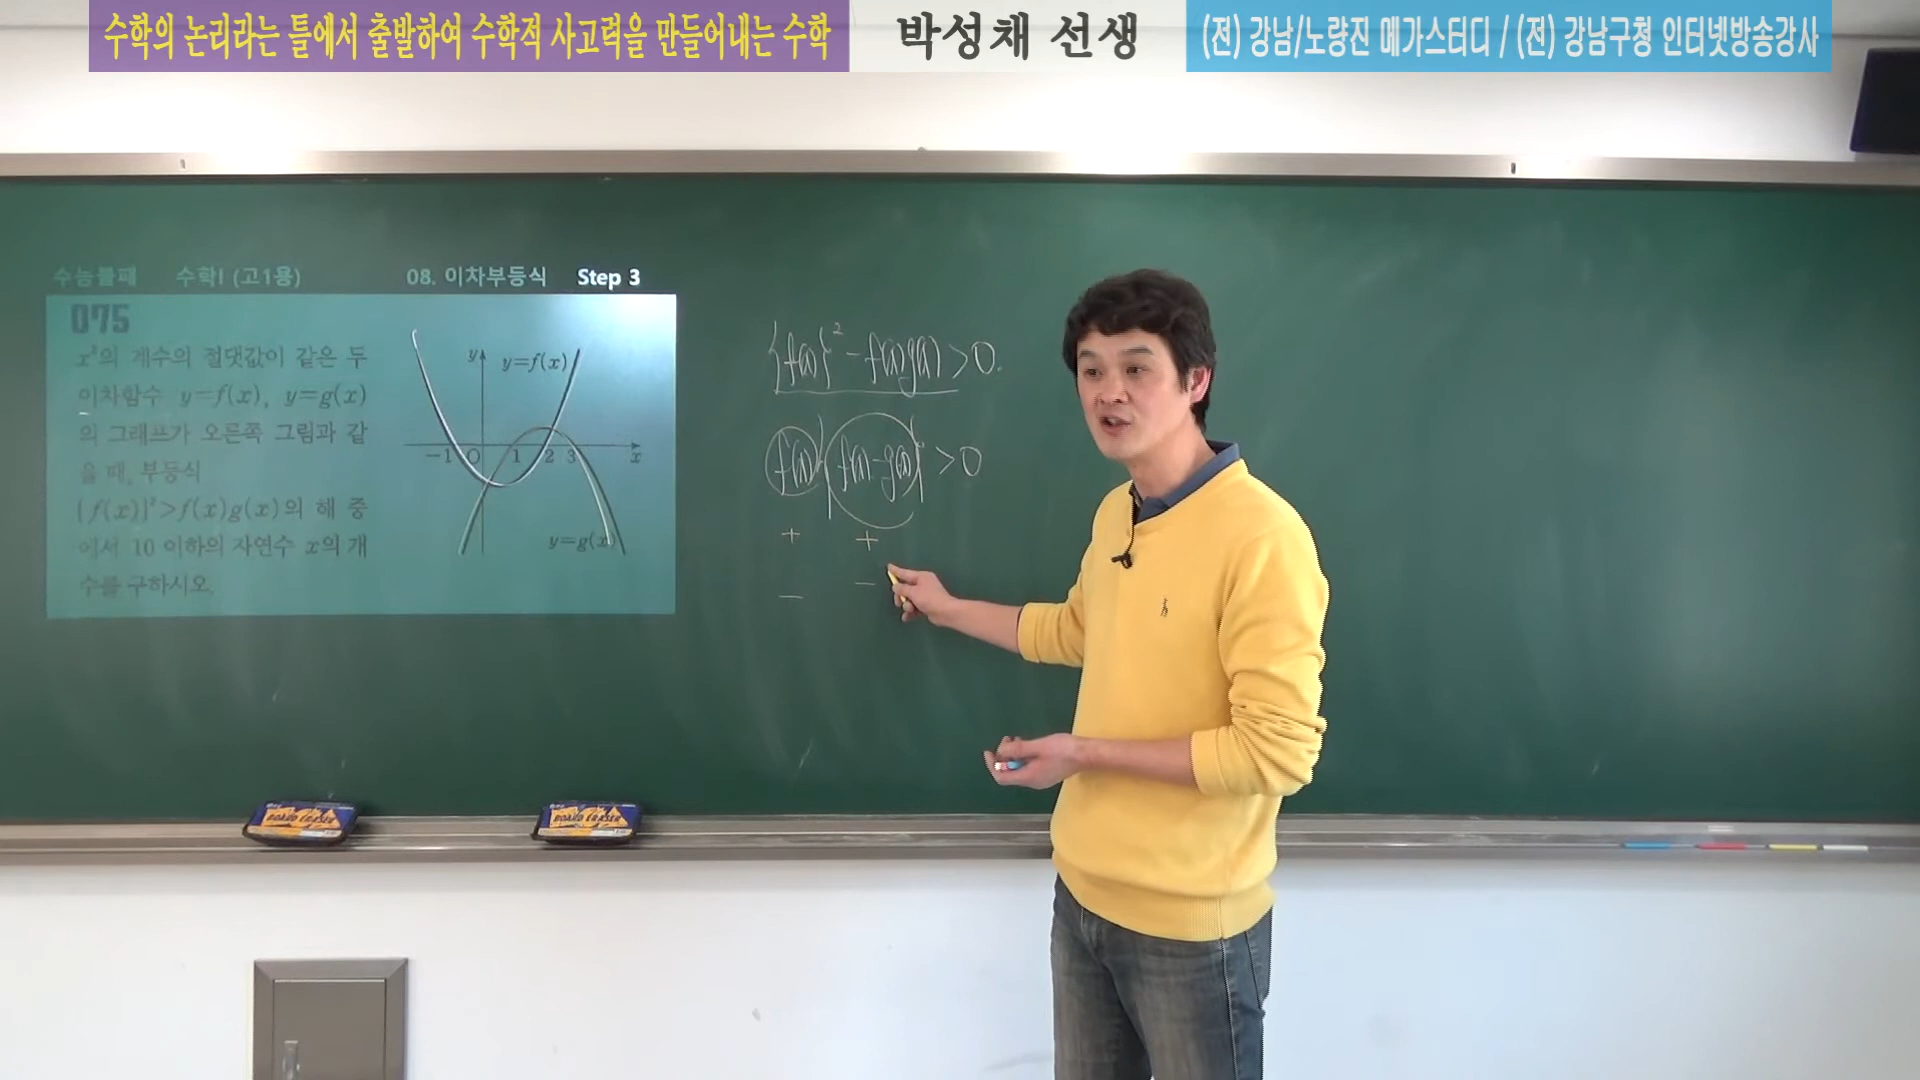 수학의 논리라는 틀에서 출발하여 수학적 사고력을 만들어내는 수학
박성채 선생
(전) 강남/노량진 메가스터디 / (전) 강남구청 인터넷방송강사
수능불패 수학I (고1용) 08. 이차부등식 Step 3
075
x²의 계수의 절댓값이 같은 두
이차함수 y=f(x), y=g(x)
의 그래프가 오른쪽 그림과 같
을 때, 부등식
{f(x)}²>f(x)g(x)의 해 중
에서 10 이하의 자연수 x의 개
수를 구하시오.
y y=f(x)
-1 O 1 2 3 x
y=g(x)
{f(x)}² - f(x)g(x) > 0.
f(x) {f(x) - g(x)} > 0
+ +
- -
BOARD ERASER
BOARD ERASER